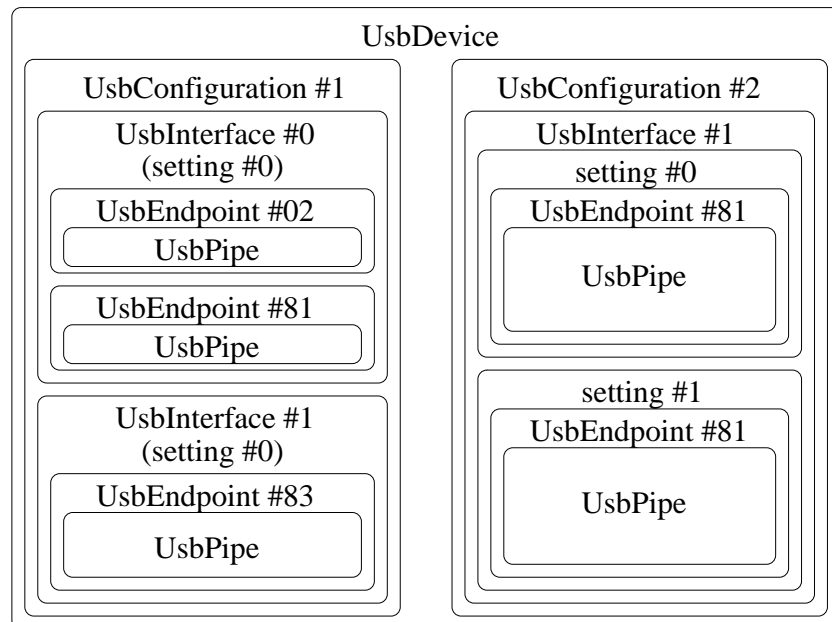 UsbDevice
UsbConfiguration #1
UsbInterface #0
(setting #0)
UsbEndpoint #02
UsbPipe
UsbEndpoint #81
UsbPipe
UsbInterface #1
(setting #0)
UsbEndpoint #83
UsbPipe
UsbConfiguration #2
UsbInterface #1
setting #0
UsbEndpoint #81
UsbPipe
setting #1
UsbEndpoint #81
UsbPipe